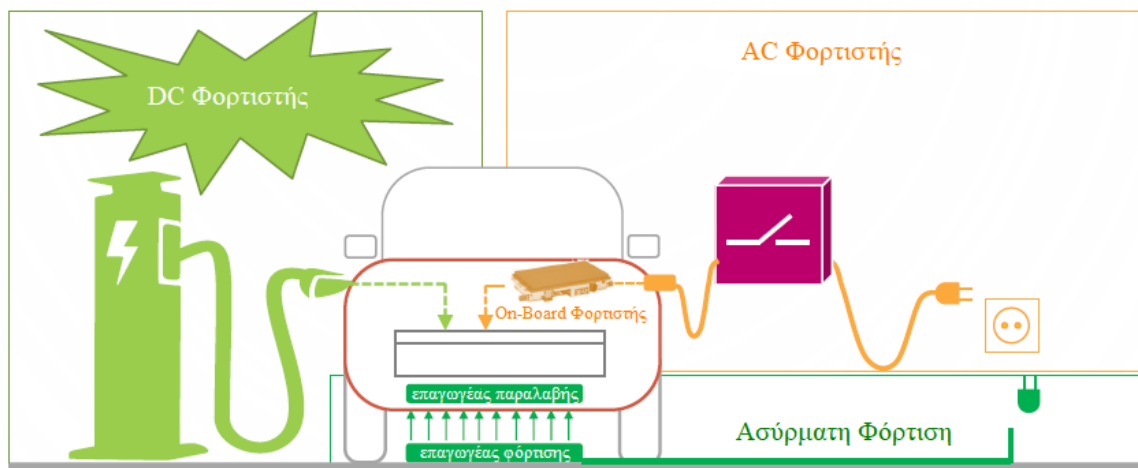 DC Φορτιστής
AC Φορτιστής
On-Board Φορτιστής
επαγωγέας παραλαβής
επαγωγέας φόρτισης
Ασύρματη Φόρτιση